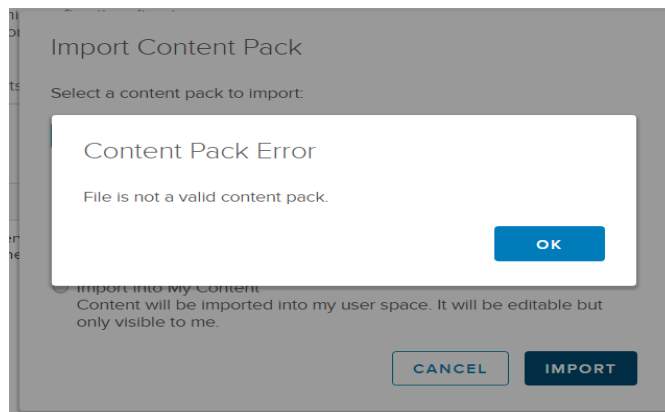 Import Content Pack
Select a content pack to import:
Content Pack Error
File is not a valid content pack.
OK
Import into My Content
Content will be imported into my user space. It will be editable but
only visible to me.
CANCEL
IMPORT